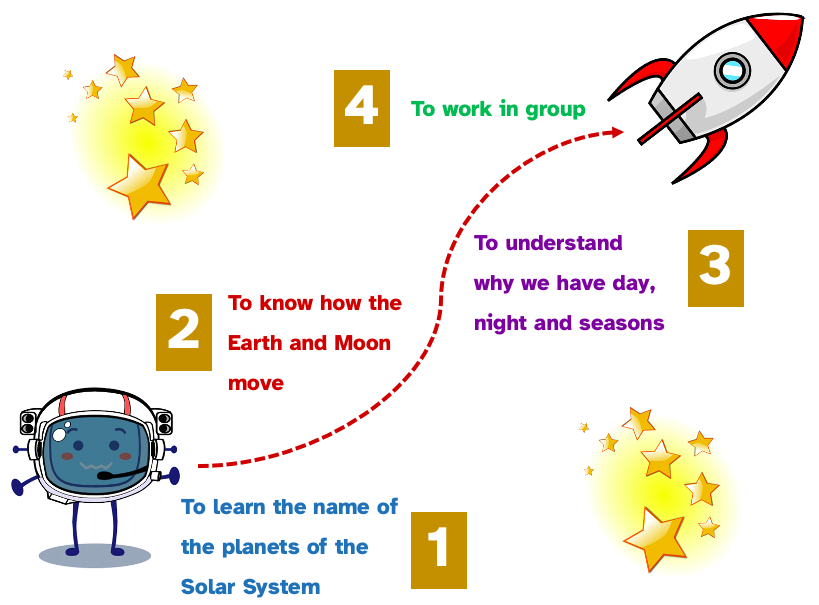 4
To work in group
To understand
why we have day,
night and seasons
3
2
To know how the
Earth and Moon
move
To learn the name of
the planets of the
Solar System
1